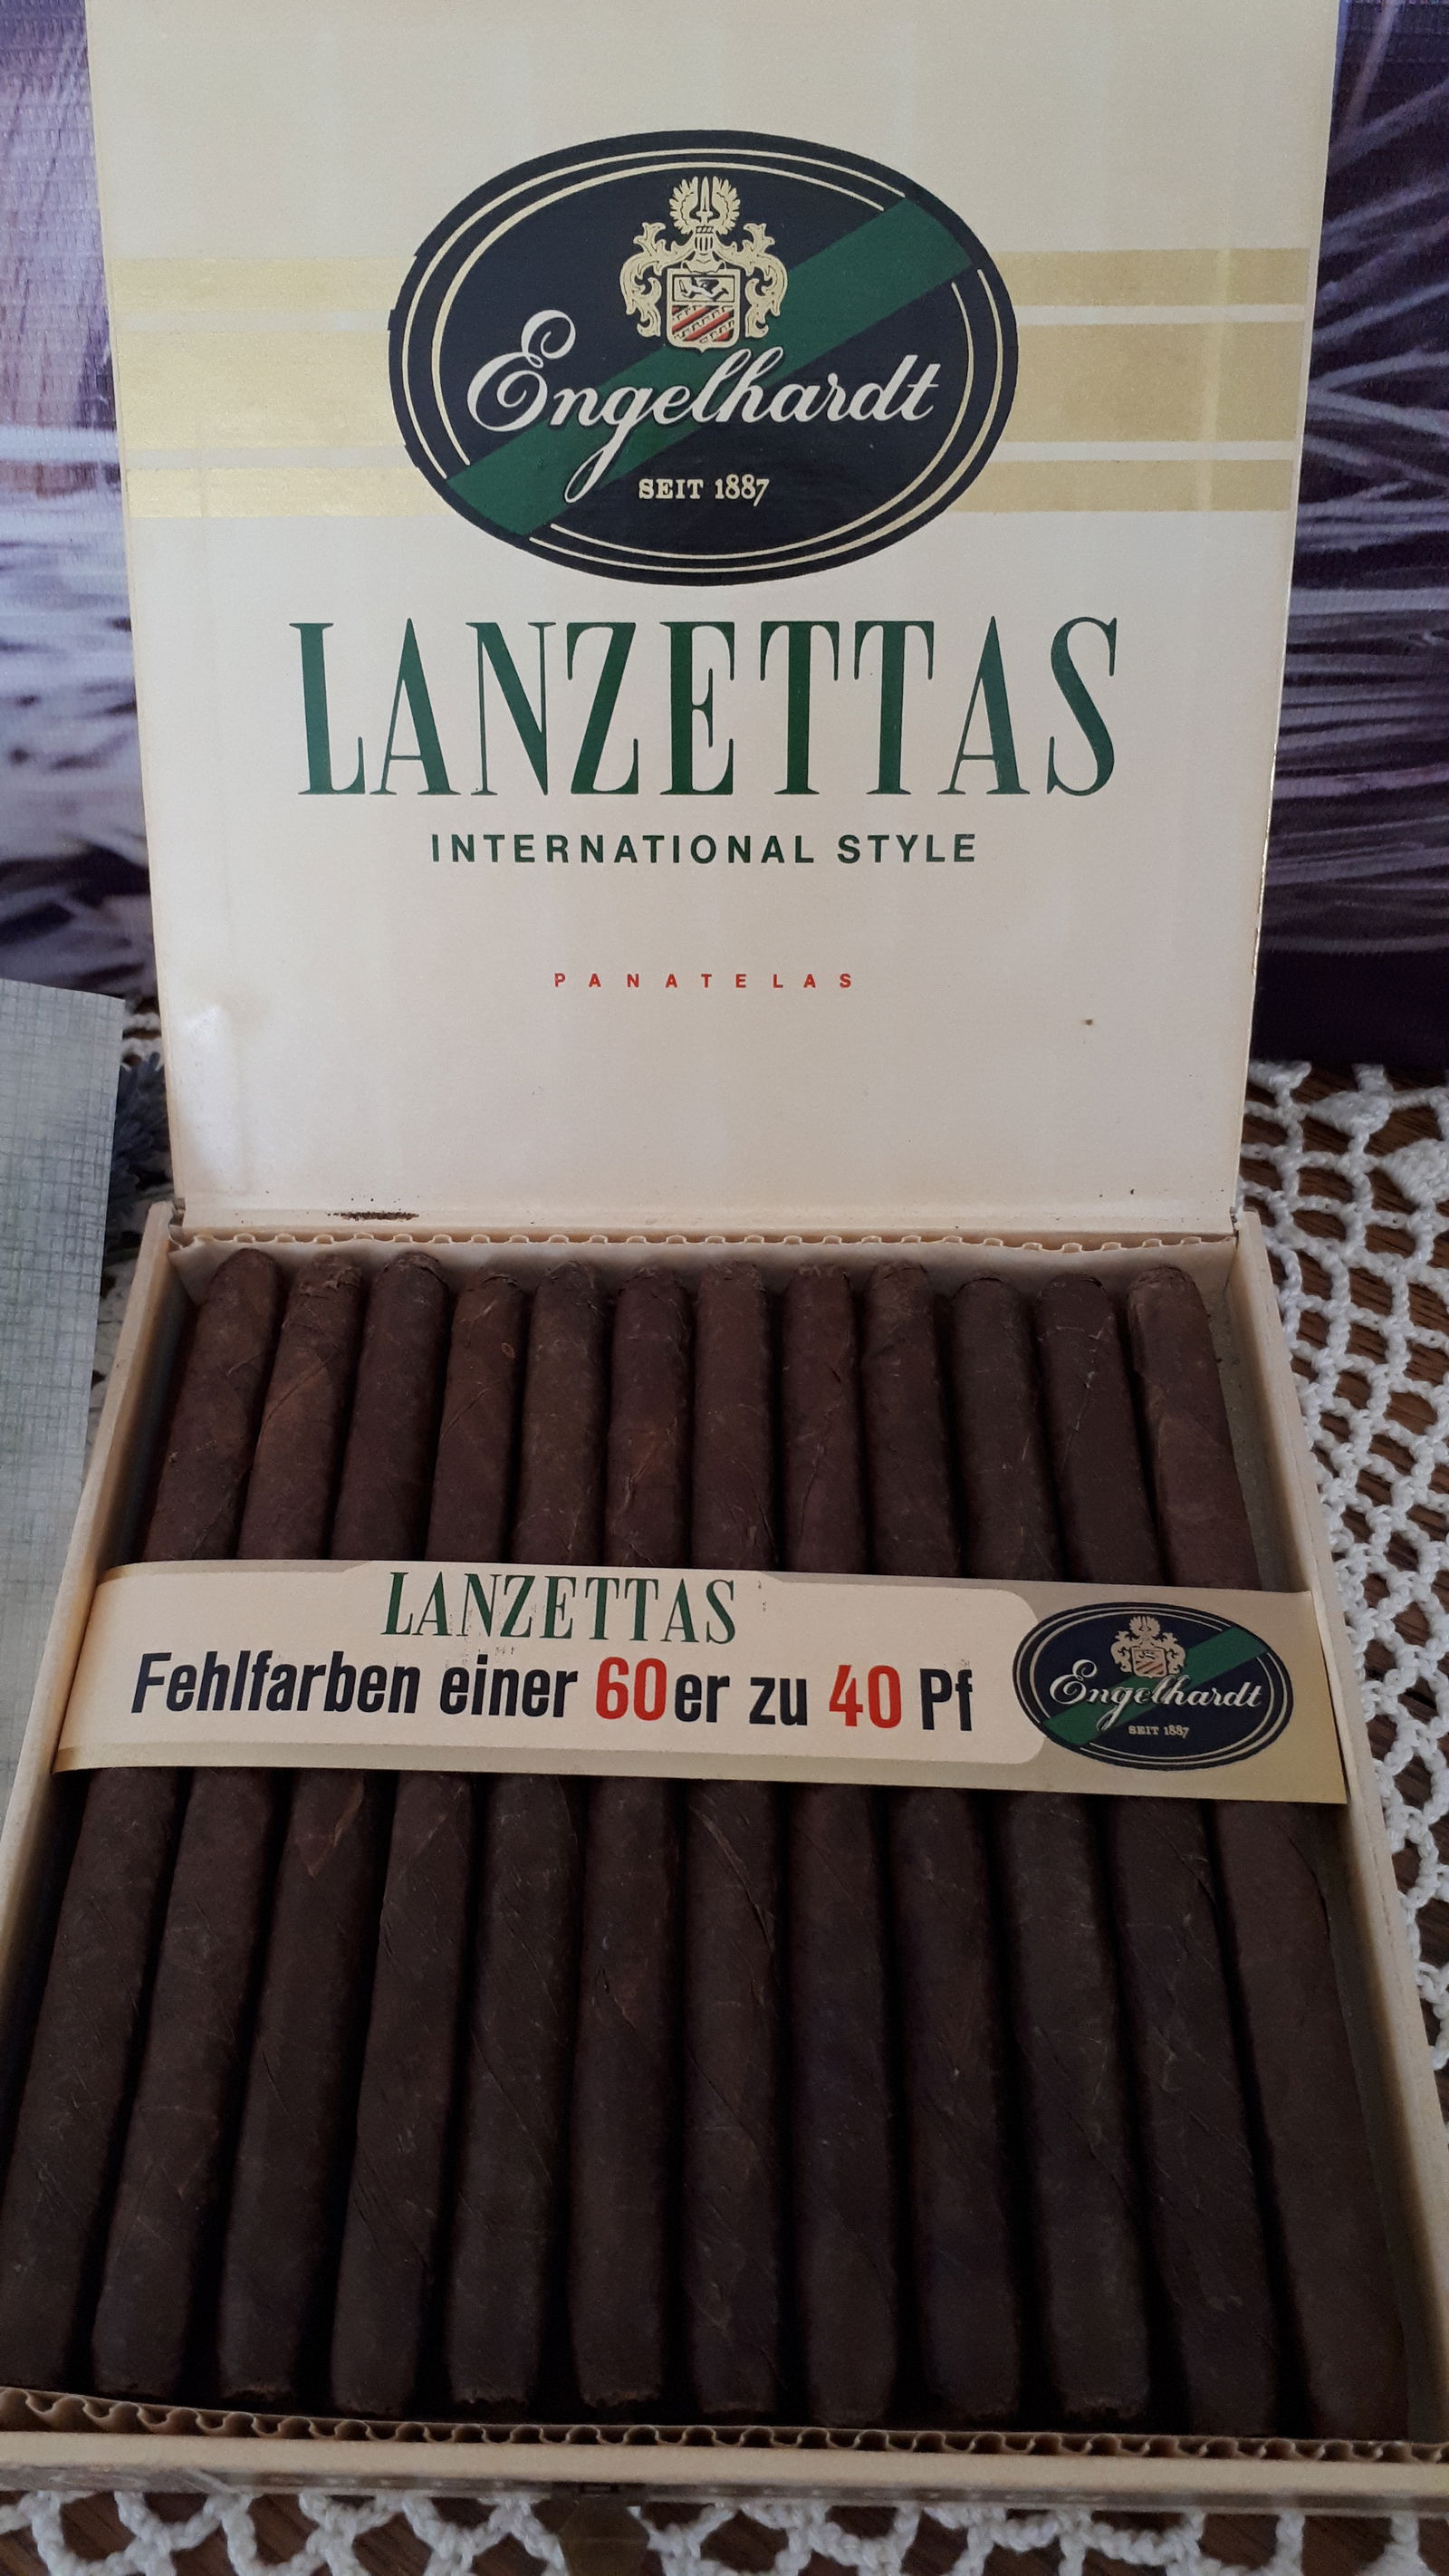 Engelhardt
SEIT 1887
LANZETTAS
INTERNATIONAL STYLE
PANATELAS
LANZETTAS
Fehlfarben einer 60er zu 40 Pf
Engelhardt
SEIT 1887